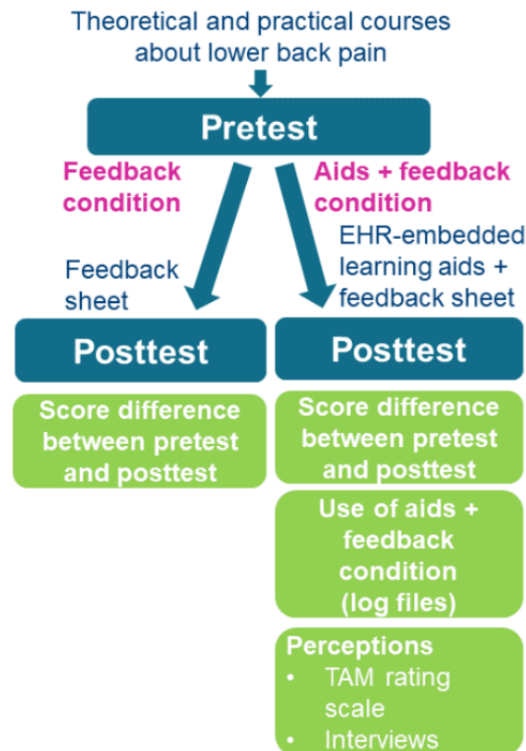 Theoretical and practical courses
about lower back pain
Pretest
Feedback
condition
Aids + feedback
condition
Feedback
sheet
EHR-embedded
learning aids +
feedback sheet
Posttest
Posttest
Score difference
between pretest
and posttest
Score difference
between pretest
and posttest
Use of aids +
feedback
condition
(log files)
Perceptions
• TAM rating
scale
• Interviews